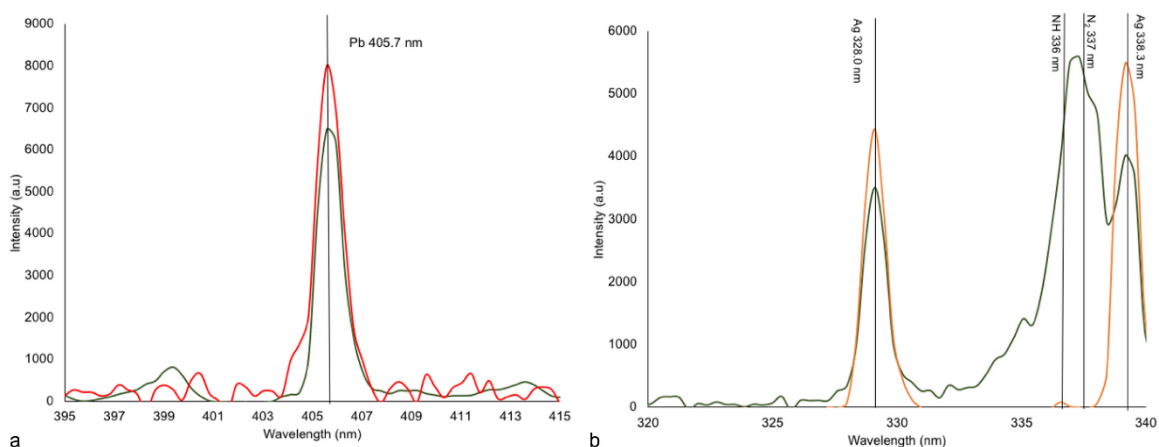 9000
8000
7000
6000
5000
4000
3000
2000
1000
0
Intensity (a.u)
Pb 405.7 nm
395 397 399 401 403 405 407 409 411 413 415
Wavelength (nm)
a
6000
5000
4000
3000
2000
1000
0
Intensity (a.u)
Ag 328.0 nm
NH 336 nm
N₂ 337 nm
Ag 338.3 nm
320 330 340
Wavelength (nm)
b